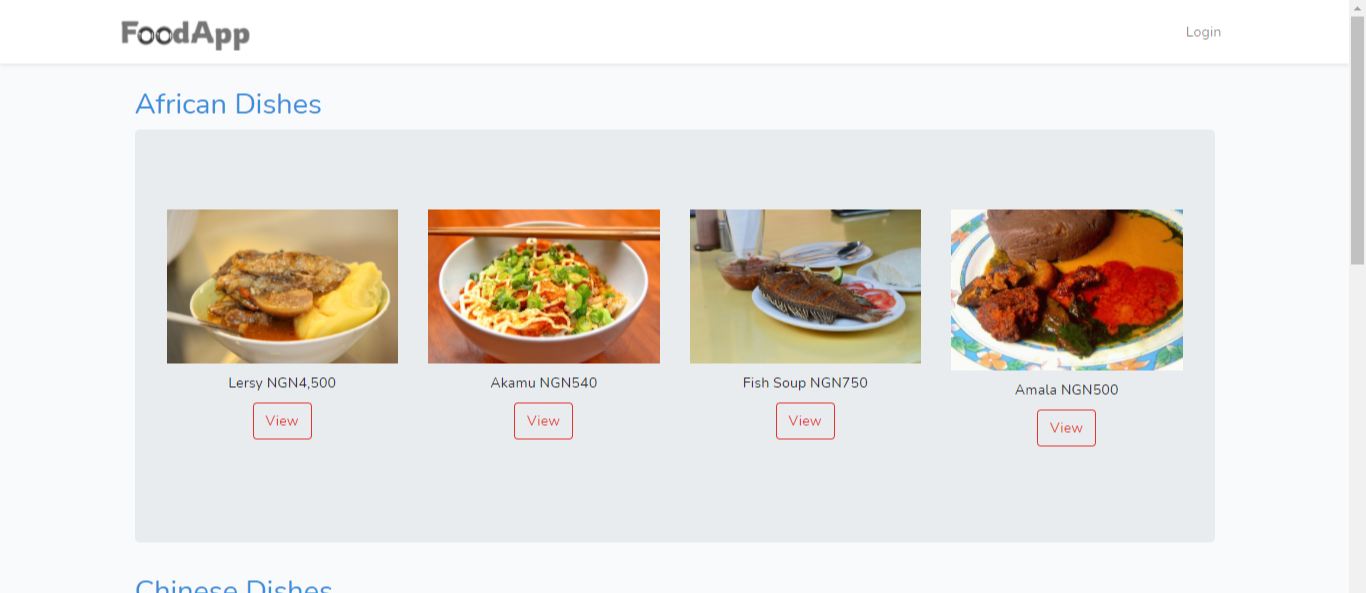 FoodApp
Login
African Dishes
Lersy NGN4,500
Akamu NGN540
Fish Soup NGN750
Amala NGN500
View
View
View
View
Chinese Dishes